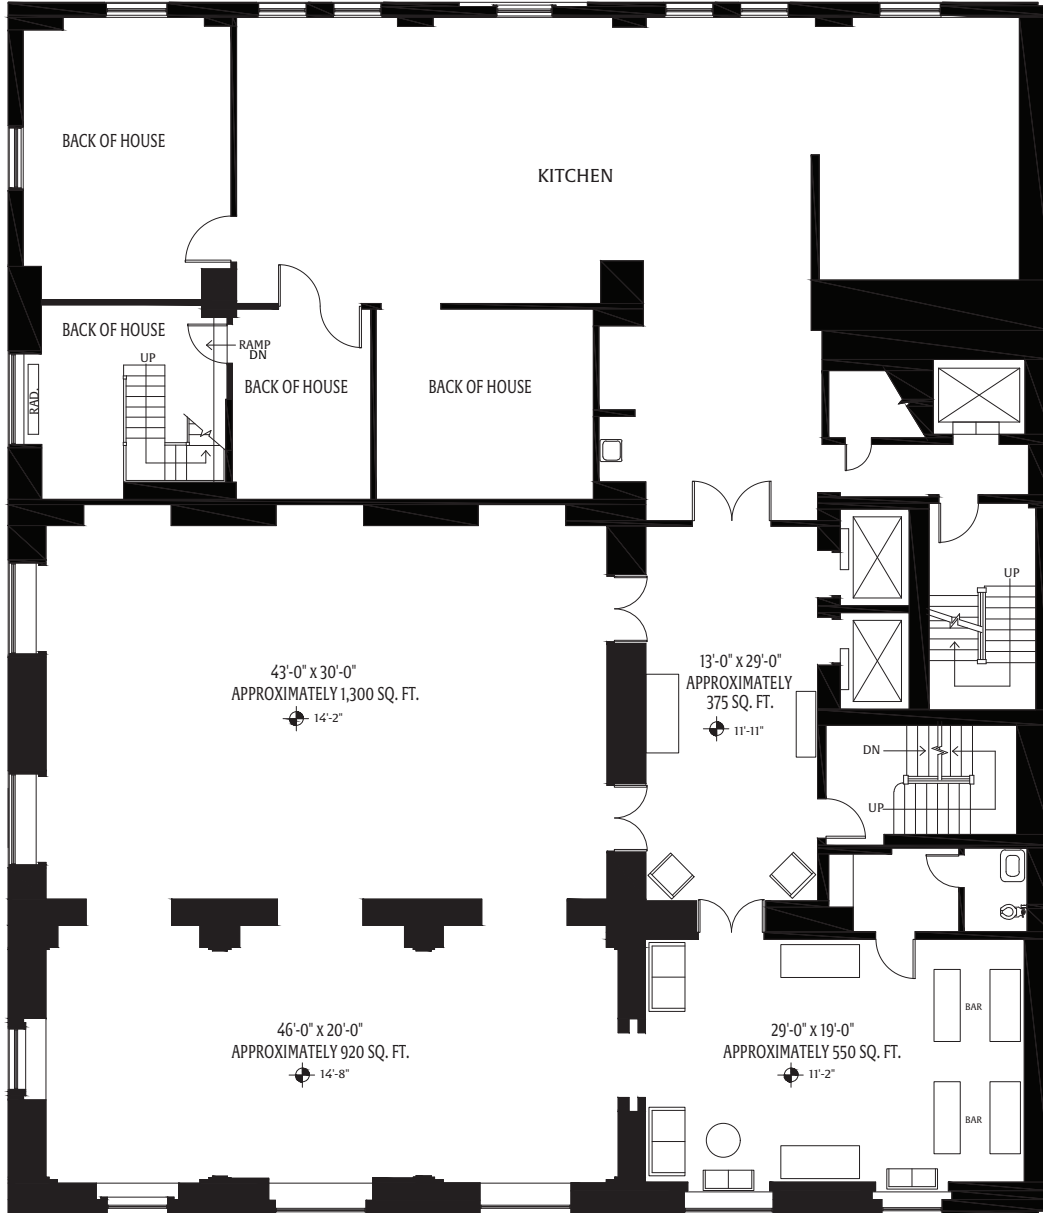 BACK OF HOUSE
KITCHEN
BACK OF HOUSE
RAMP
DN
UP
BACK OF HOUSE
BACK OF HOUSE
RAD.
UP
43'-0" x 30'-0"
APPROXIMATELY 1,300 SQ. FT.
14'-2"
13'-0" x 29'-0"
APPROXIMATELY
375 SQ. FT.
11'-11"
DN
UP
46'-0" x 20'-0"
APPROXIMATELY 920 SQ. FT.
14'-8"
29'-0" x 19'-0"
APPROXIMATELY 550 SQ. FT.
11'-2"
BAR
BAR